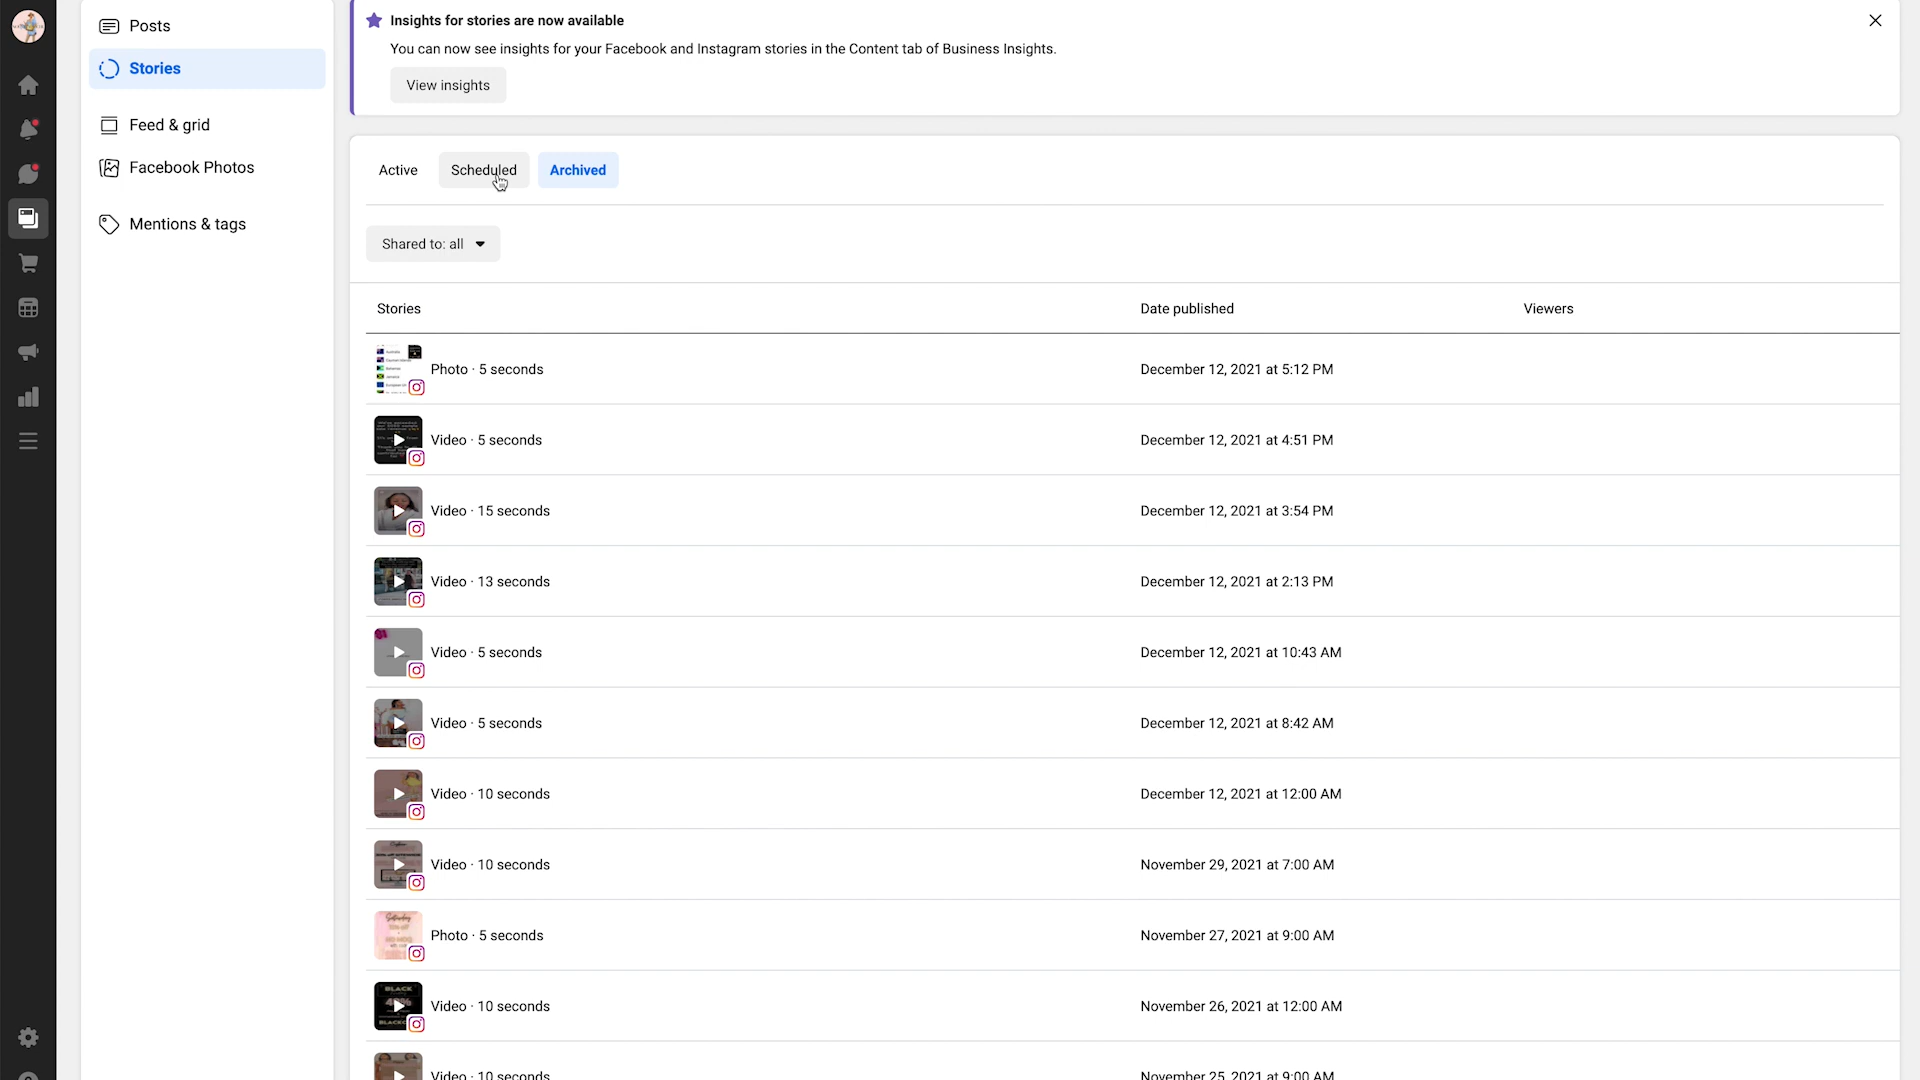 Posts
Stories
Feed & grid
Facebook Photos
Mentions & tags
Insights for stories are now available
You can now see insights for your Facebook and Instagram stories in the Content tab of Business Insights.
View insights
Active
Scheduled
Archived
Shared to: all
Stories
Date published
Viewers
Photo · 5 seconds
December 12, 2021 at 5:12 PM
Video · 5 seconds
December 12, 2021 at 4:51 PM
Video · 15 seconds
December 12, 2021 at 3:54 PM
Video · 13 seconds
December 12, 2021 at 2:13 PM
Video · 5 seconds
December 12, 2021 at 10:43 AM
Video · 5 seconds
December 12, 2021 at 8:42 AM
Video · 10 seconds
December 12, 2021 at 12:00 AM
Video · 10 seconds
November 29, 2021 at 7:00 AM
Photo · 5 seconds
November 27, 2021 at 9:00 AM
BLACK
Video · 10 seconds
November 26, 2021 at 12:00 AM
Video · 10 seconds
November 25, 2021 at 9:00 AM